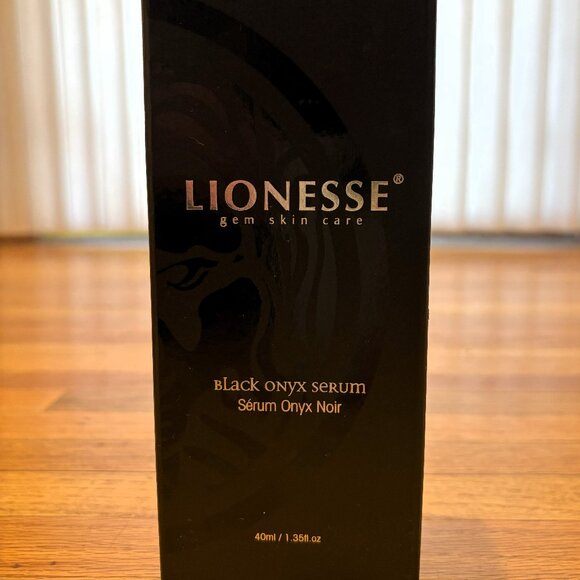 LIONESSE®
gem skin care
Black onyx serum
Sérum Onyx Noir
40ml / 1.35fl.oz